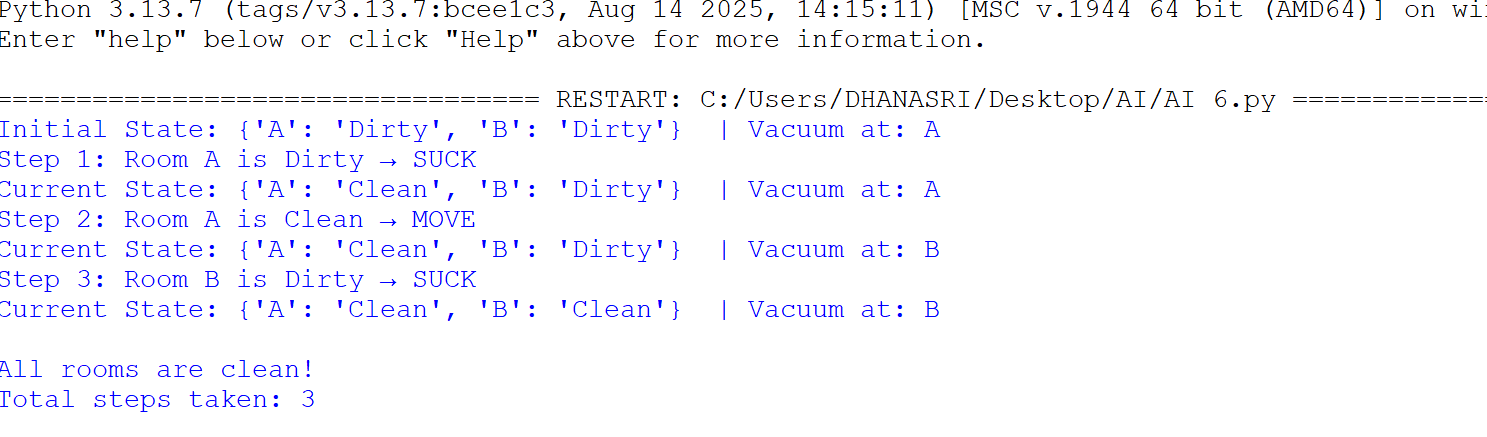 Python 3.13.7 (tags/v3.13.7:bcee1c3, Aug 14 2025, 14:15:11) [MSC v.1944 64 bit (AMD64)] on
Enter "help" below or click "Help" above for more information.
================================== RESTART: C:/Users/DHANASRI/Desktop/AI/AI 6.py =============
Initial State: {'A': 'Dirty', 'B': 'Dirty'}  | Vacuum at: A
Step 1: Room A is Dirty → SUCK
Current State: {'A': 'Clean', 'B': 'Dirty'}  | Vacuum at: A
Step 2: Room A is Clean → MOVE
Current State: {'A': 'Clean', 'B': 'Dirty'}  | Vacuum at: B
Step 3: Room B is Dirty → SUCK
Current State: {'A': 'Clean', 'B': 'Clean'}  | Vacuum at: B
All rooms are clean!
Total steps taken: 3